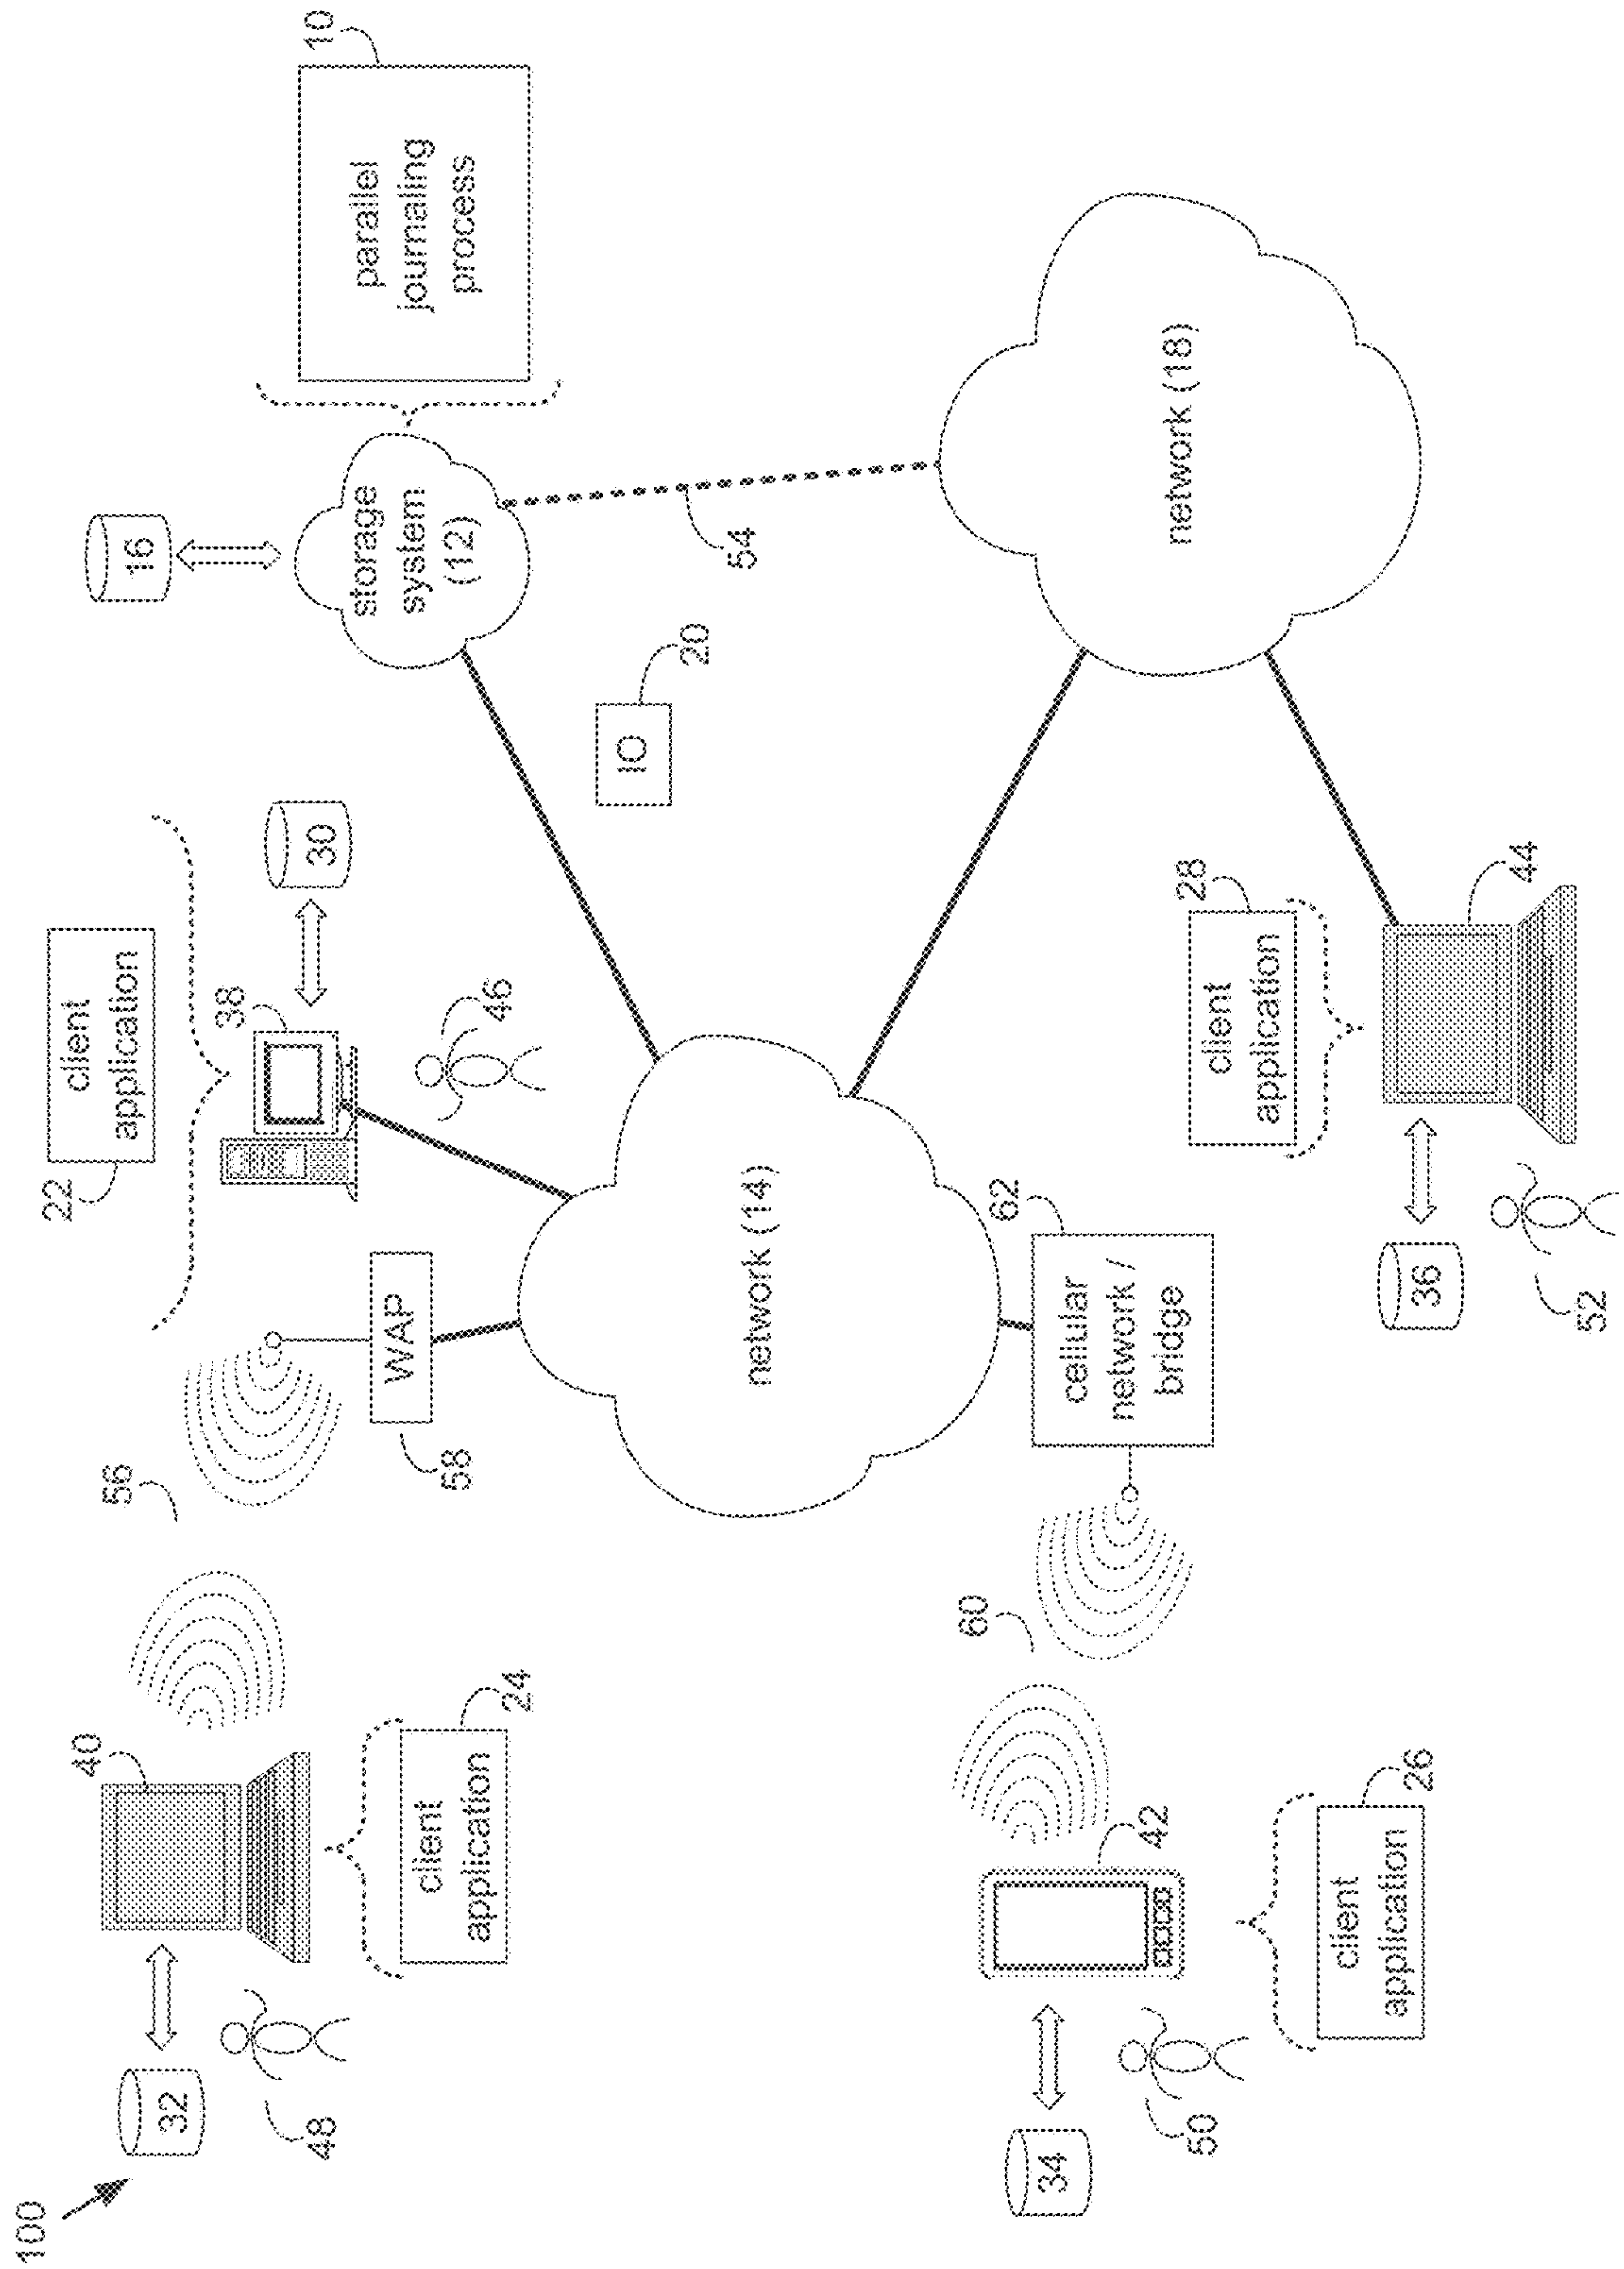 100
32
48
40
56
client
application
24
22
client
application
38
30
46
WAP
58
16
storage
system
(12)
10
parallel
journaling
process
IO
20
54
network (14)
network (18)
34
50
42
60
client
application
26
cellular
network /
bridge
62
client
application
28
36
52
44